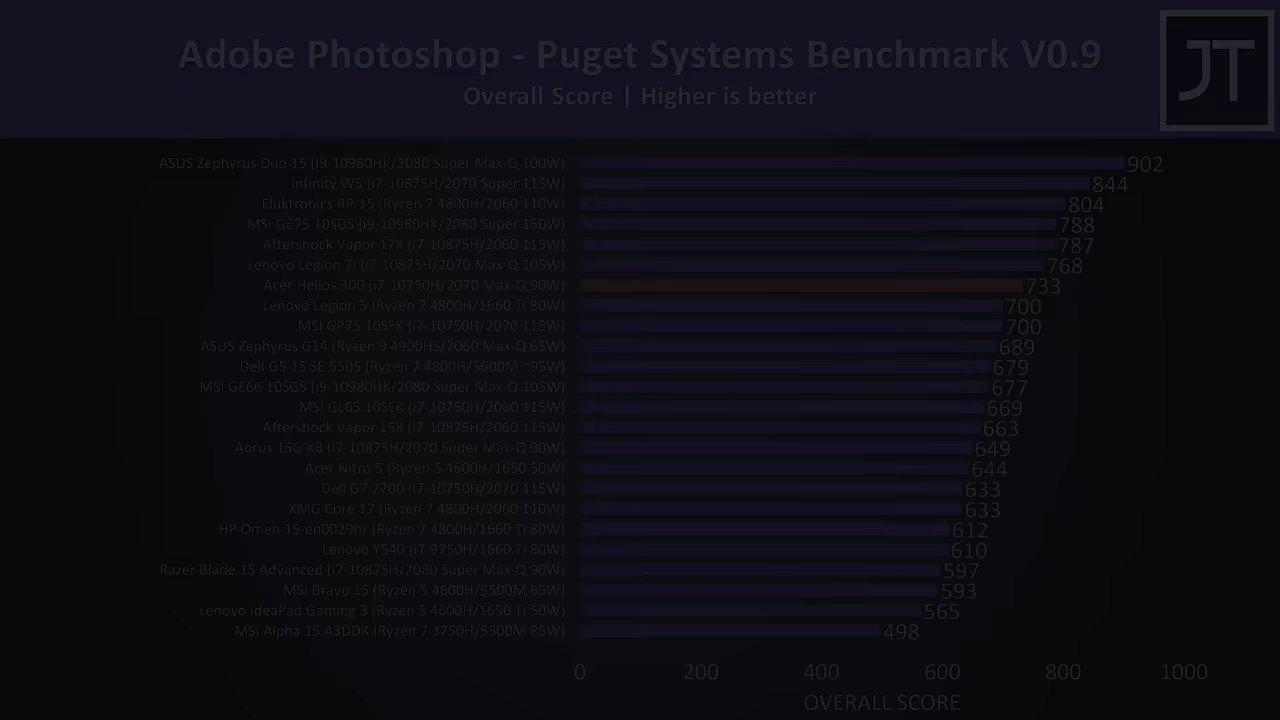 Adobe Photoshop - Puget Systems Benchmark V0.9
JT
Overall Score | Higher is better
ASUS Zephyrus Duo 15 (i9-10980HK/2080 Super Max-Q 100W) 902
Infinity W5 (i7-10875H/2070 Super 115W) 844
Eluktronics RP-15 (Ryzen 7 4800H/2060 110W) 804
MSI GE75 10SGS (i9-10980HK/2080 Super 150W) 788
Aftershock Vapor 17X (i7-10875H/2060 115W) 787
Lenovo Legion 7i (i7-10875H/2070 Max-Q 105W) 768
Acer Helios 300 (i7-10750H/2070 Max-Q 90W) 733
Lenovo Legion 5 (Ryzen 7 4800H/1660 Ti 80W) 700
MSI GP75 10SFK (i7-10750H/2070 115W) 700
ASUS Zephyrus G14 (Ryzen 9 4900HS/2060 Max-Q 65W) 689
Dell G5 15 SE 5505 (Ryzen 7 4800H/5600M ~95W) 679
MSI GE66 10SGS (i9-10980HK/2080 Super Max-Q 105W) 677
MSI GL65 10SEK (i7-10750H/2060 115W) 669
Aftershock Vapor 15X (i7-10875H/2060 115W) 663
Aorus 15G XB (i7-10875H/2070 Super Max-Q 90W) 649
Acer Nitro 5 (Ryzen 5 4600H/1650 50W) 644
Dell G7 7700 (i7-10750H/2070 115W) 633
XMG Core 17 (Ryzen 7 4800H/2060 110W) 633
HP Omen 15-en0029nr (Ryzen 7 4800H/1660 Ti 80W) 612
Lenovo Y540 (i7-9750H/1660 Ti 80W) 610
Razer Blade 15 Advanced (i7-10875H/2080 Super Max-Q 90W) 597
MSI Bravo 15 (Ryzen 5 4600H/5500M 65W) 593
Lenovo IdeaPad Gaming 3 (Ryzen 5 4600H/1650 Ti 50W) 565
MSI Alpha 15 A3DDK (Ryzen 7 3750H/5500M 85W) 498
0 200 400 600 800 1000
OVERALL SCORE